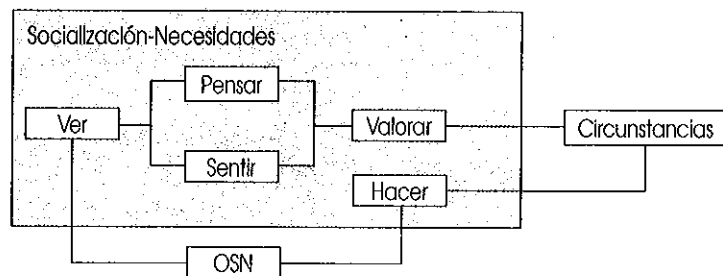 Socialización-Necesidades
Pensar
Ver
Valorar
Circunstancias
Sentir
Hacer
OSN